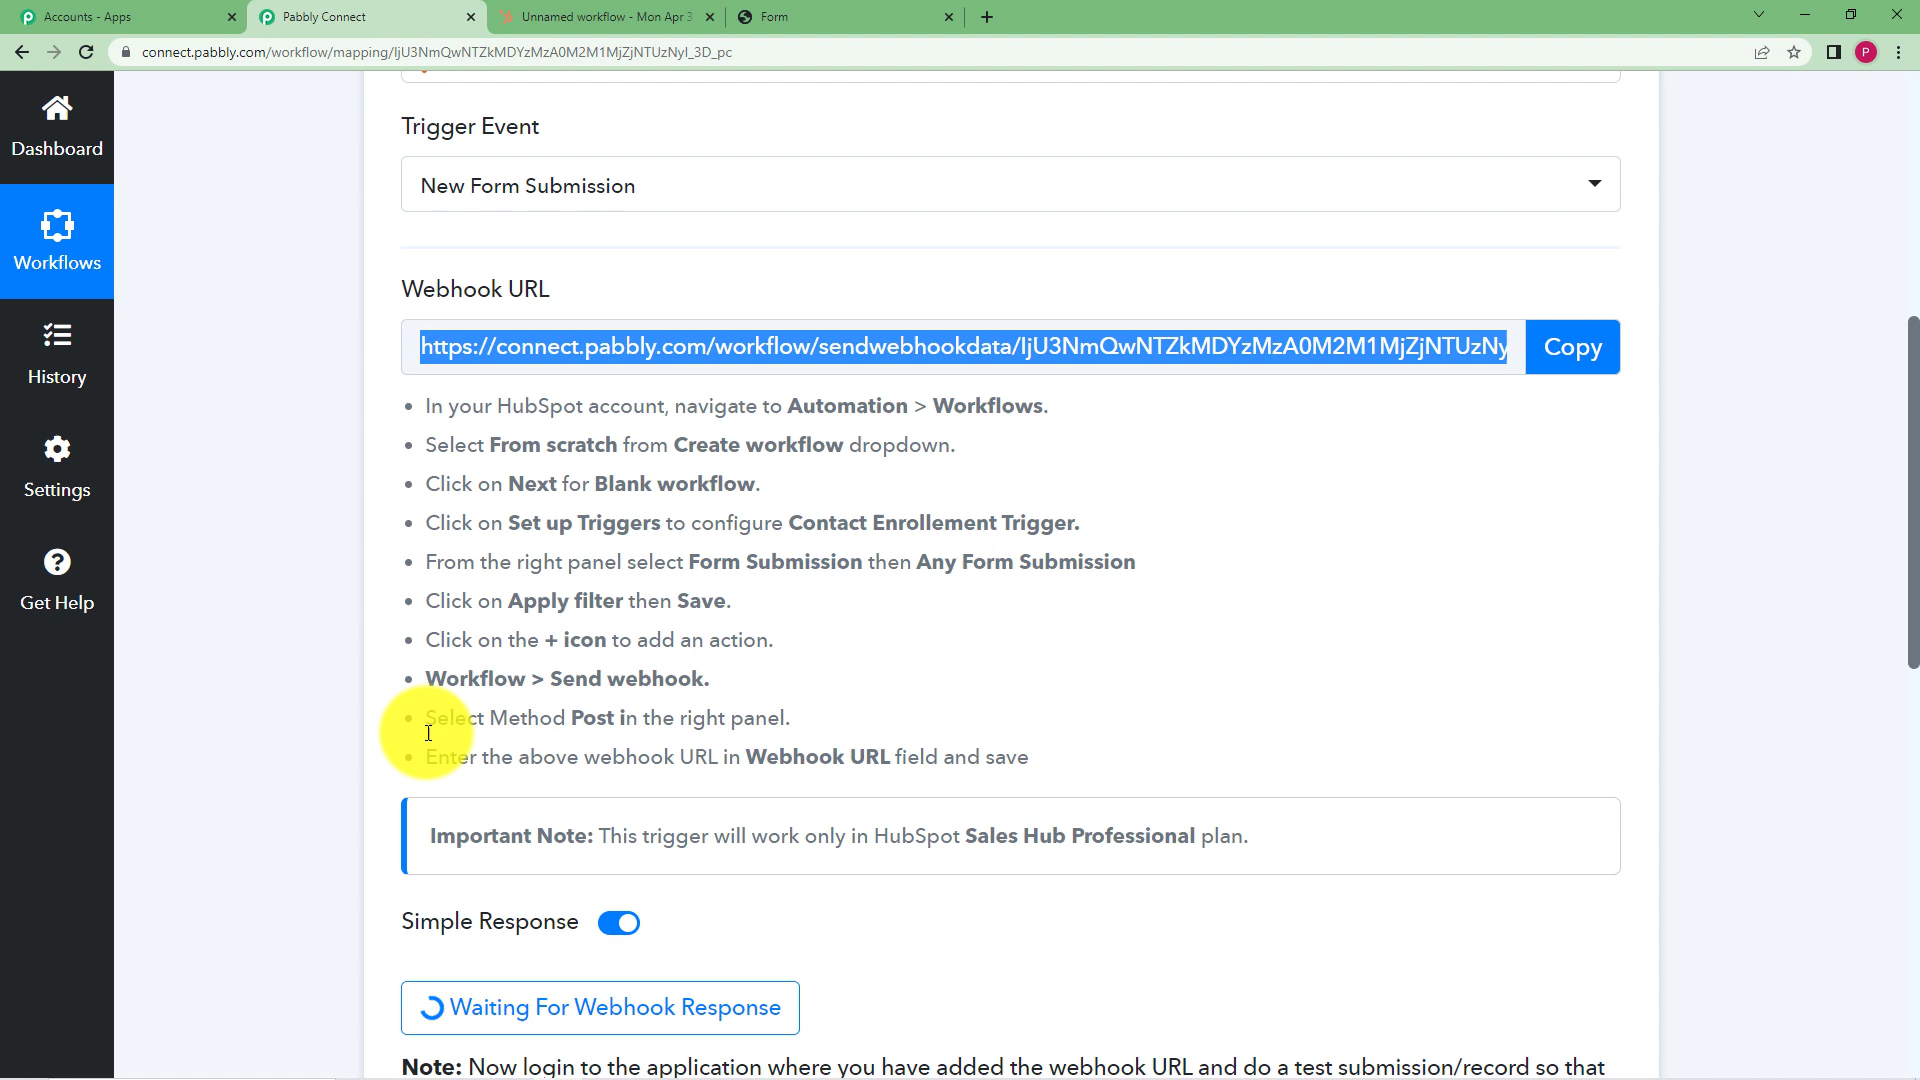 Accounts - Apps
Pabbly Connect
Unnamed workflow - Mon Apr 3
Form
connect.pabbly.com/workflow/mapping/IjU3NmQwNTZkMDYzMzA0M2M1MjZjNTUzNyI_3D_pc
P
Dashboard
Workflows
History
Settings
Get Help
Trigger Event
New Form Submission
Webhook URL
https://connect.pabbly.com/workflow/sendwebhookdata/IjU3NmQwNTZkMDYzMzA0M2M1MjZjNTUzNy
Copy
In your HubSpot account, navigate to Automation > Workflows.
Select From scratch from Create workflow dropdown.
Click on Next for Blank workflow.
Click on Set up Triggers to configure Contact Enrollement Trigger.
From the right panel select Form Submission then Any Form Submission
Click on Apply filter then Save.
Click on the + icon to add an action.
Workflow > Send webhook.
Select Method Post in the right panel.
Enter the above webhook URL in Webhook URL field and save
Important Note: This trigger will work only in HubSpot Sales Hub Professional plan.
Simple Response
Waiting For Webhook Response
Note: Now login to the application where you have added the webhook URL and do a test submission/record so that